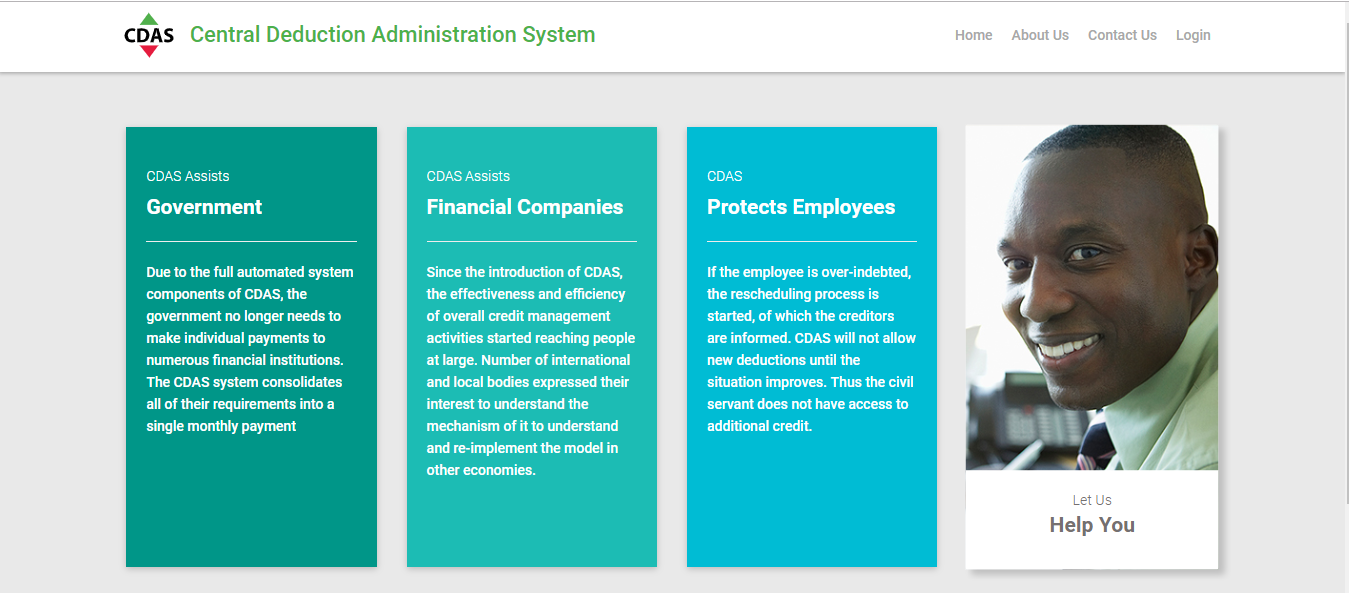 CDAS Central Deduction Administration System
Home About Us Contact Us Login
CDAS Assists
Government
Due to the full automated system
components of CDAS, the
government no longer needs to
make individual payments to
numerous financial institutions.
The CDAS system consolidates
all of their requirements into a
single monthly payment
CDAS Assists
Financial Companies
Since the introduction of CDAS,
the effectiveness and efficiency
of overall credit management
activities started reaching people
at large. Number of international
and local bodies expressed their
interest to understand the
mechanism of it to understand
and re-implement the model in
other economies.
CDAS
Protects Employees
If the employee is over-indebted,
the rescheduling process is
started, of which the creditors
are informed. CDAS will not allow
new deductions until the
situation improves. Thus the civil
servant does not have access to
additional credit.
Let Us
Help You